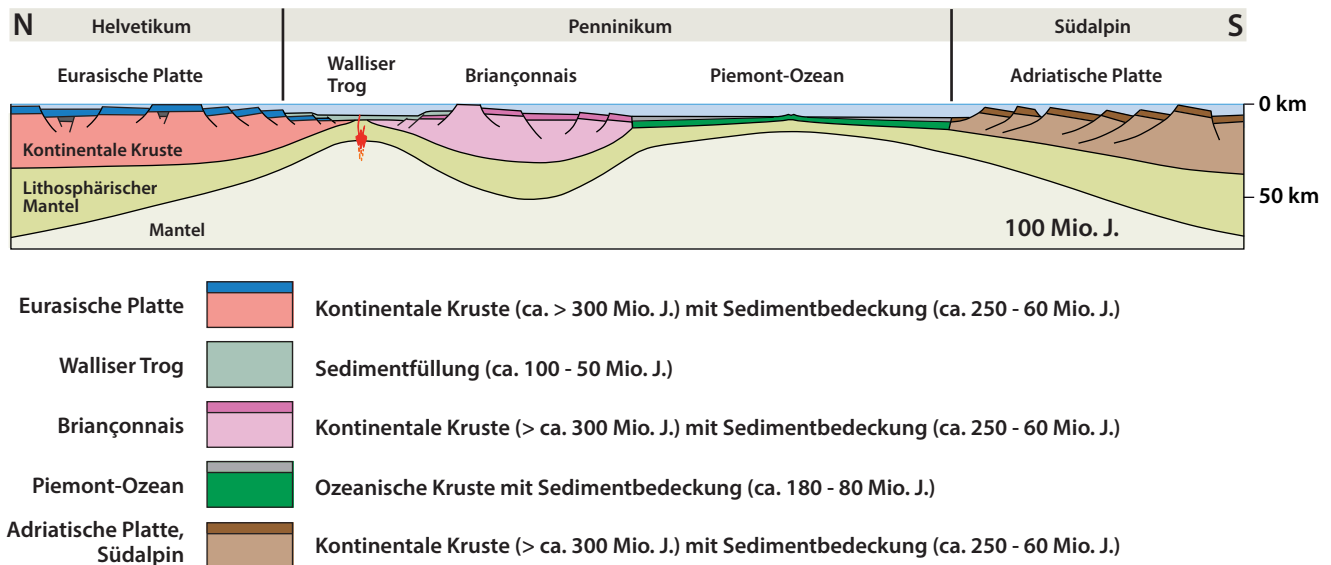 N Helvetikum Penninikum Südalpin S
Eurasische Platte Walliser Trog Briançonnais Piemont-Ozean Adriatische Platte
0 km
Kontinentale Kruste
Lithosphärischer
Mantel
50 km
Mantel
100 Mio. J.
Eurasische Platte Kontinentale Kruste (ca. > 300 Mio. J.) mit Sedimentbedeckung (ca. 250 - 60 Mio. J.)
Walliser Trog Sedimentfüllung (ca. 100 - 50 Mio. J.)
Briançonnais Kontinentale Kruste (> ca. 300 Mio. J.) mit Sedimentbedeckung (ca. 250 - 60 Mio. J.)
Piemont-Ozean Ozeanische Kruste mit Sedimentbedeckung (ca. 180 - 80 Mio. J.)
Adriatische Platte,
Südalpin Kontinentale Kruste (> ca. 300 Mio. J.) mit Sedimentbedeckung (ca. 250 - 60 Mio. J.)